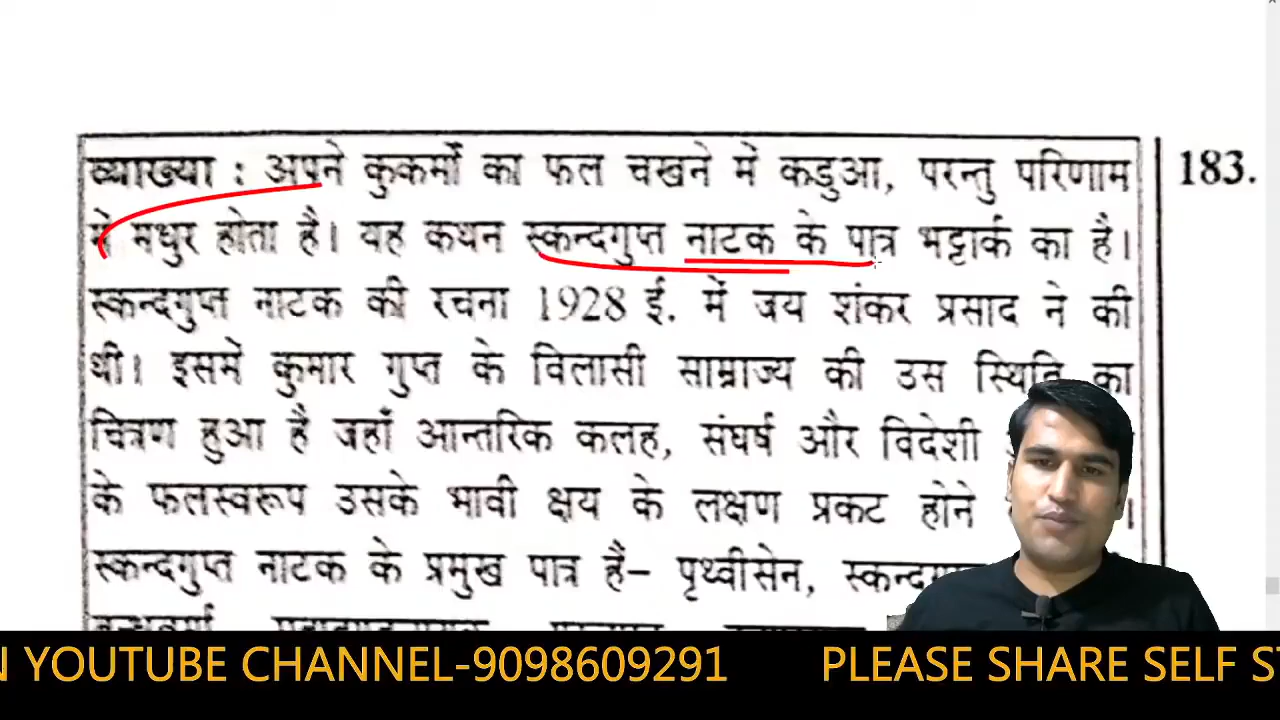 व्याख्या : अपने कुकर्मों का फल चखने में कडुआ, परन्तु परिणाम
में मधुर होता है। यह कथन स्कन्दगुप्त नाटक के पात्र भट्टार्क का है।
स्कन्दगुप्त नाटक की रचना 1928 ई. में जय शंकर प्रसाद ने की
थी। इसमें कुमार गुप्त के विलासी साम्राज्य की उस स्थिति का
चित्रण हुआ है जहाँ आन्तरिक कलह, संघर्ष और विदेशी
के फलस्वरूप उसके भावी क्षय के लक्षण प्रकट होने
स्कन्दगुप्त नाटक के प्रमुख पात्र हैं– पृथ्वीसेन,
183.
N YOUTUBE CHANNEL-9098609291 PLEASE SHARE SELF ST